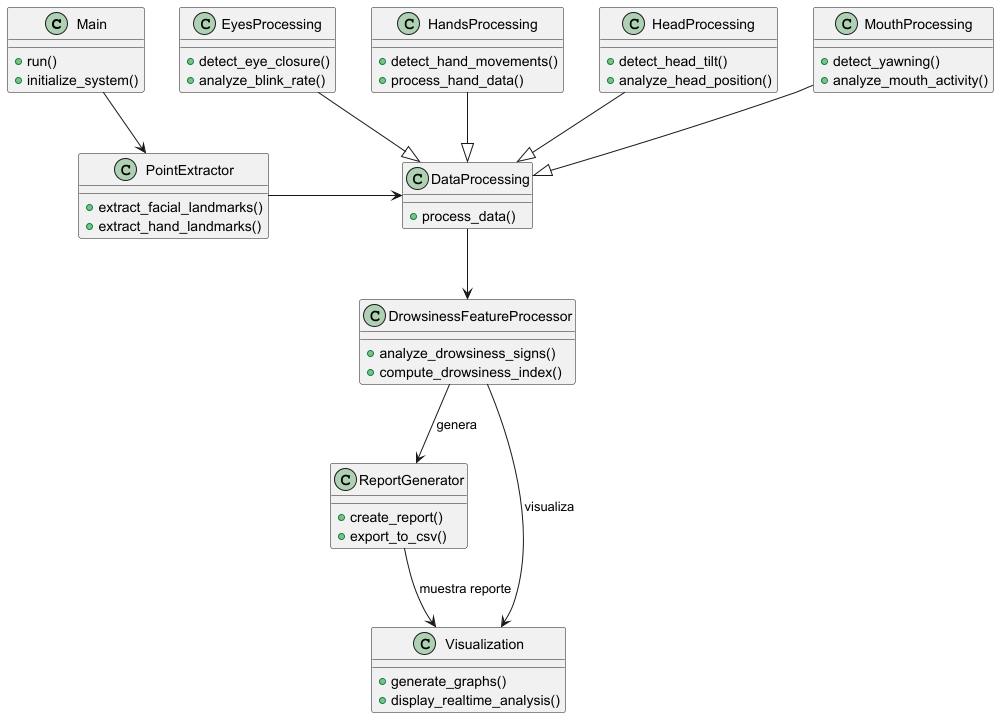 C Main
+ run()
+ initialize_system()
C EyesProcessing
detect_eye_closure()
analyze_blink_rate()
C HandsProcessing
detect_hand_movements()
process_hand_data()
C HeadProcessing
detect_head_tilt()
analyze_head_position()
C MouthProcessing
detect_yawning()
analyze_mouth_activity()
C PointExtractor
extract_facial_landmarks()
extract_hand_landmarks()
C DataProcessing
process_data()
C DrowsinessFeatureProcessor
analyze_drowsiness_signs()
compute_drowsiness_index()
genera
C ReportGenerator
create_report()
export_to_csv()
visualiza
muestra reporte
C Visualization
generate_graphs()
display_realtime_analysis()